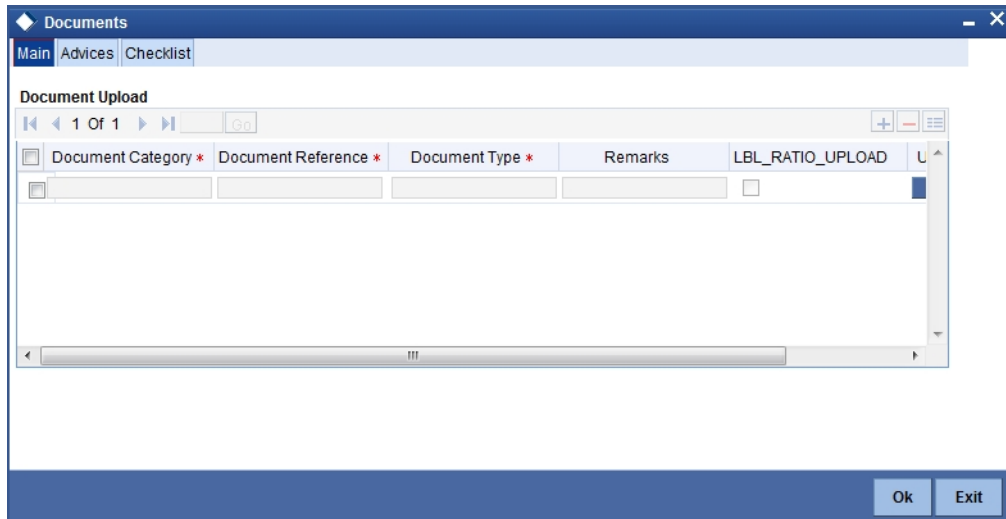 Documents
Main Advices Checklist
Document Upload
1 Of 1 Go
Document Category * Document Reference * Document Type * Remarks LBL_RATIO_UPLOAD U
Ok Exit